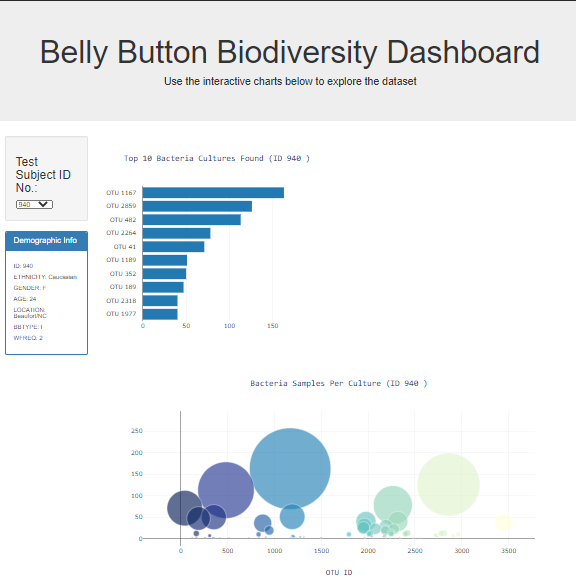 Belly Button Biodiversity Dashboard
Use the interactive charts below to explore the dataset
Test
Subject ID
No.:
940
Demographic Info
ID: 940
ETHNICITY: Caucasian
GENDER: F
AGE: 24
LOCATION:
Beaufort/NC
BBTYPE: I
WFREQ: 2
Top 10 Bacteria Cultures Found (ID 940 )
OTU 1167
OTU 2859
OTU 482
OTU 2264
OTU 41
OTU 1189
OTU 352
OTU 189
OTU 2318
OTU 1977
0 50 100 150
Bacteria Samples Per Culture (ID 940 )
250
200
150
100
50
0
0 500 1000 1500 2000 2500 3000 3500
OTU ID